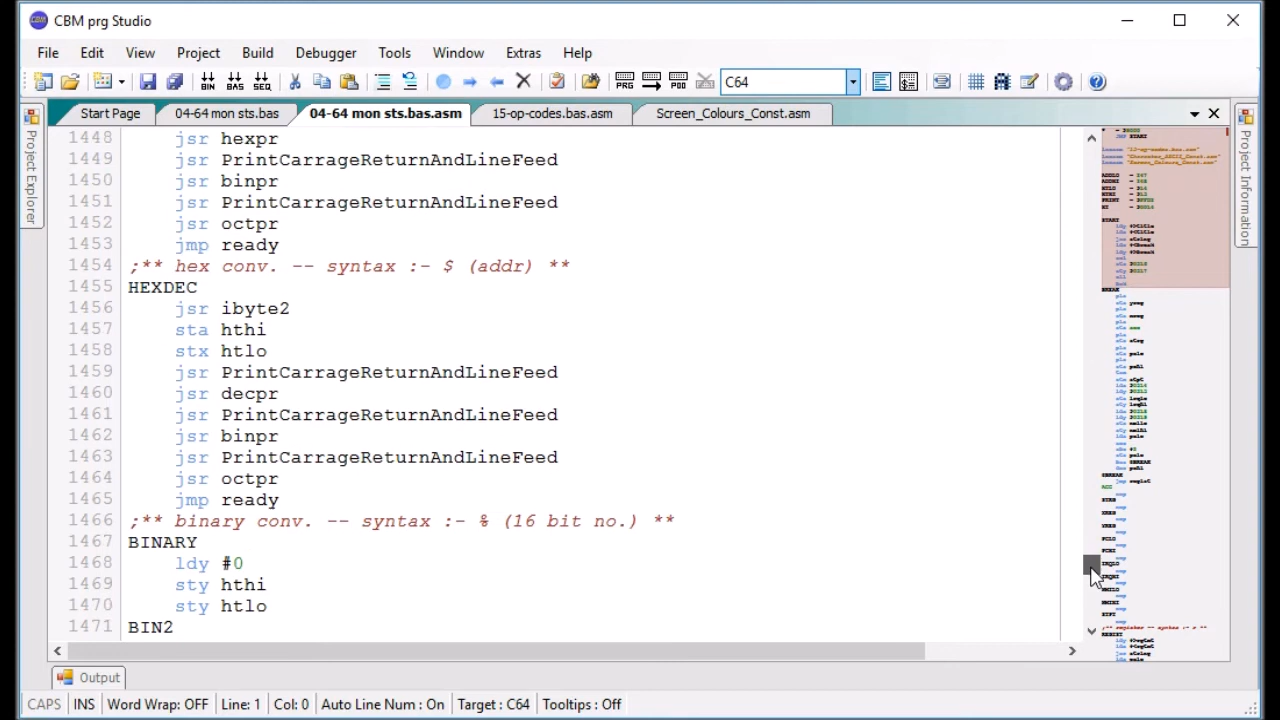 CBM prg Studio
File Edit View Project Build Debugger Tools Window Extras Help
BIN BAS SEQ PRG PRG POD C64
Start Page 04-64 mon sts.bas 04-64 mon sts.bas.asm 15-op-codes.bas.asm Screen_Colours_Const.asm
Project Explorer
Project Information
1448 jsr hexpr
1449 jsr PrintCarrageReturnAndLineFeed
1450 jsr binpr
1451 jsr PrintCarrageReturnAndLineFeed
1452 jsr octpr
1453 jmp ready
1454 ;** hex conv. -- syntax :- $ (addr) **
1455 HEXDEC
1456 jsr ibyte2
1457 sta hthi
1458 stx htlo
1459 jsr PrintCarrageReturnAndLineFeed
1460 jsr decpr
1461 jsr PrintCarrageReturnAndLineFeed
1462 jsr binpr
1463 jsr PrintCarrageReturnAndLineFeed
1464 jsr octpr
1465 jmp ready
1466 ;** binary conv. -- syntax :- % (16 bit no.) **
1467 BINARY
1468 ldy #0
1469 sty hthi
1470 sty htlo
1471 BIN2
Output
CAPS INS Word Wrap: OFF Line: 1 Col: 0 Auto Line Num : On Target : C64 Tooltips : Off